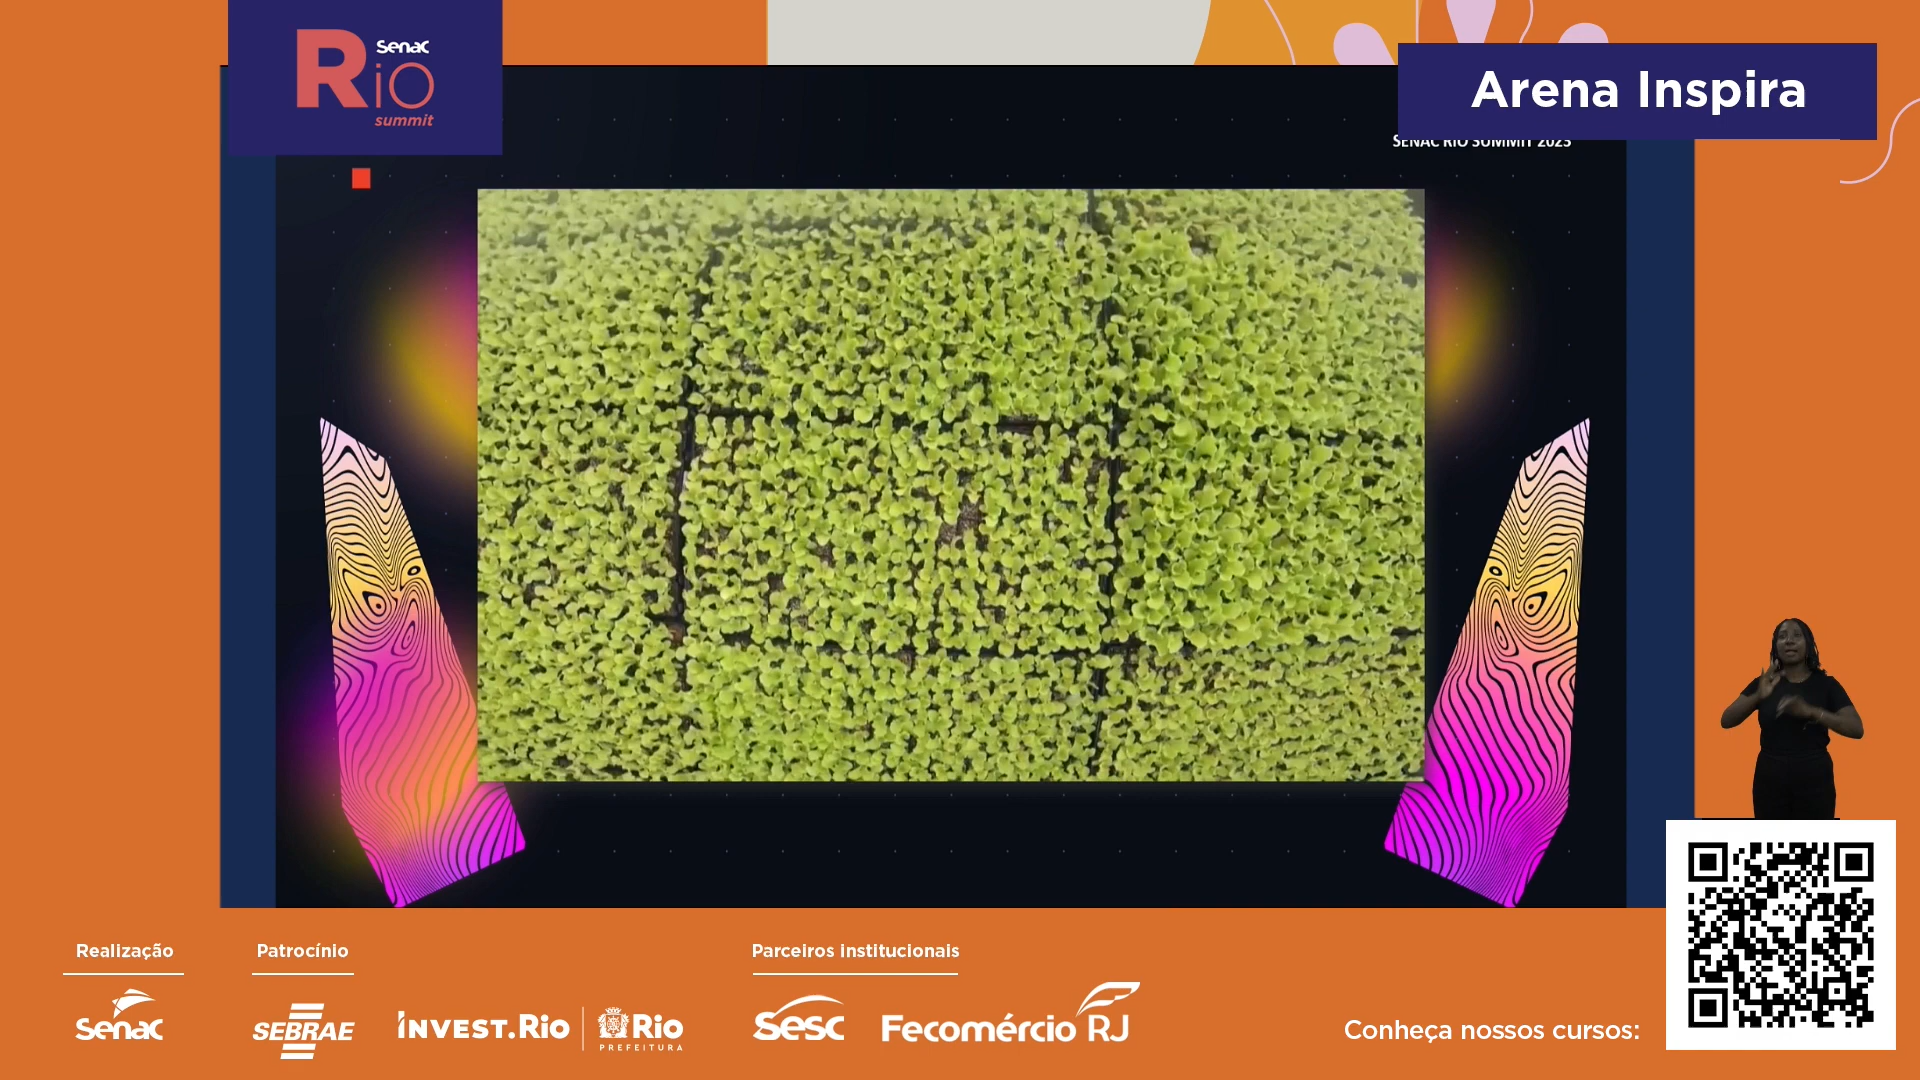 Senac
Rio
summit
Arena Inspira
SENAC RIO SUMMIT 2025
Realização
Patrocínio
Parceiros institucionais
Senac
SEBRAE
INVEST.Rio
Rio
PREFEITURA
Sesc
Fecomércio RJ
Conheça nossos cursos: